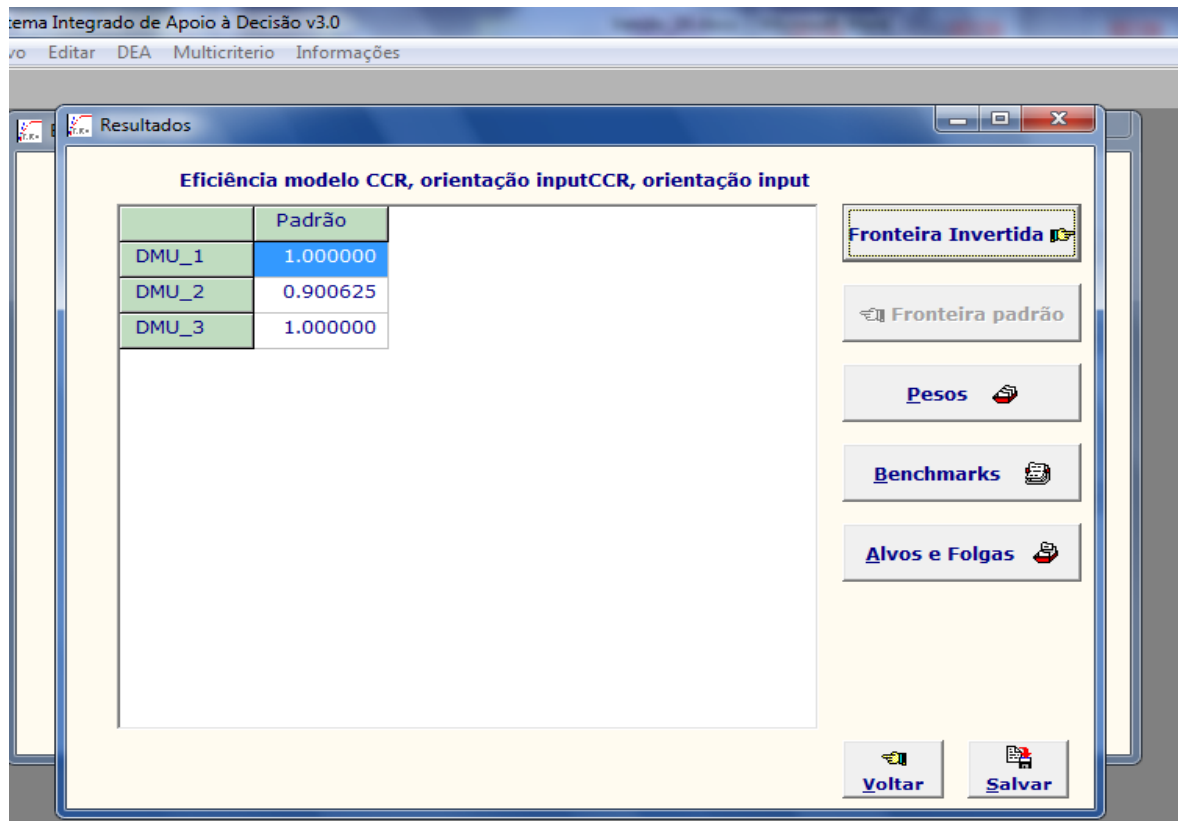 tema Integrado de Apoio à Decisão v3.0
vo Editar DEA Multicriterio Informações
Resultados
Eficiência modelo CCR, orientação inputCCR, orientação input
Padrão
DMU_1 1.000000
DMU_2 0.900625
DMU_3 1.000000
Fronteira Invertida
Fronteira padrão
Pesos
Benchmarks
Alvos e Folgas
Voltar
Salvar